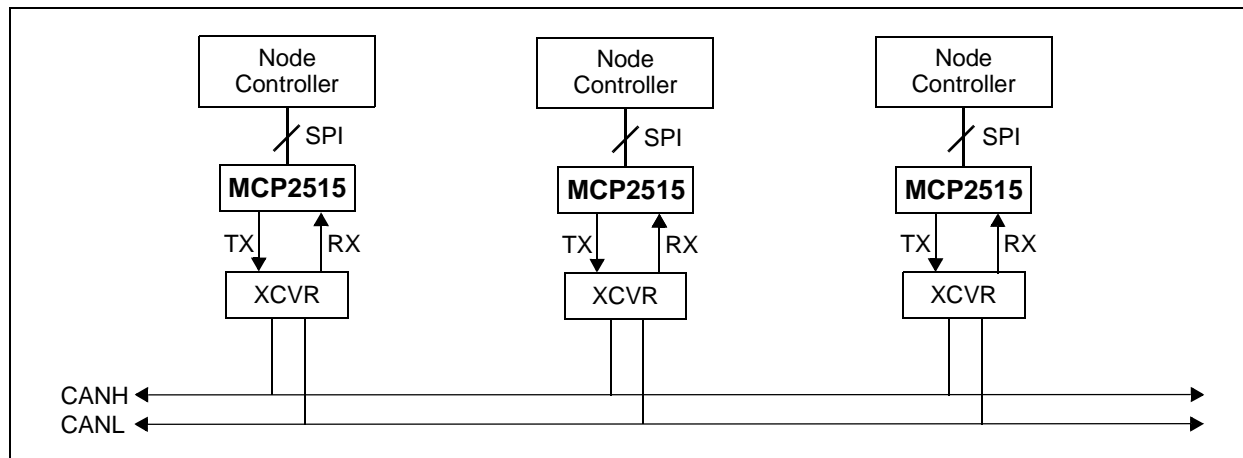 Node
Controller
Node
Controller
Node
Controller
SPI
SPI
SPI
MCP2515
MCP2515
MCP2515
TX
RX
TX
RX
TX
RX
XCVR
XCVR
XCVR
CANH
CANL